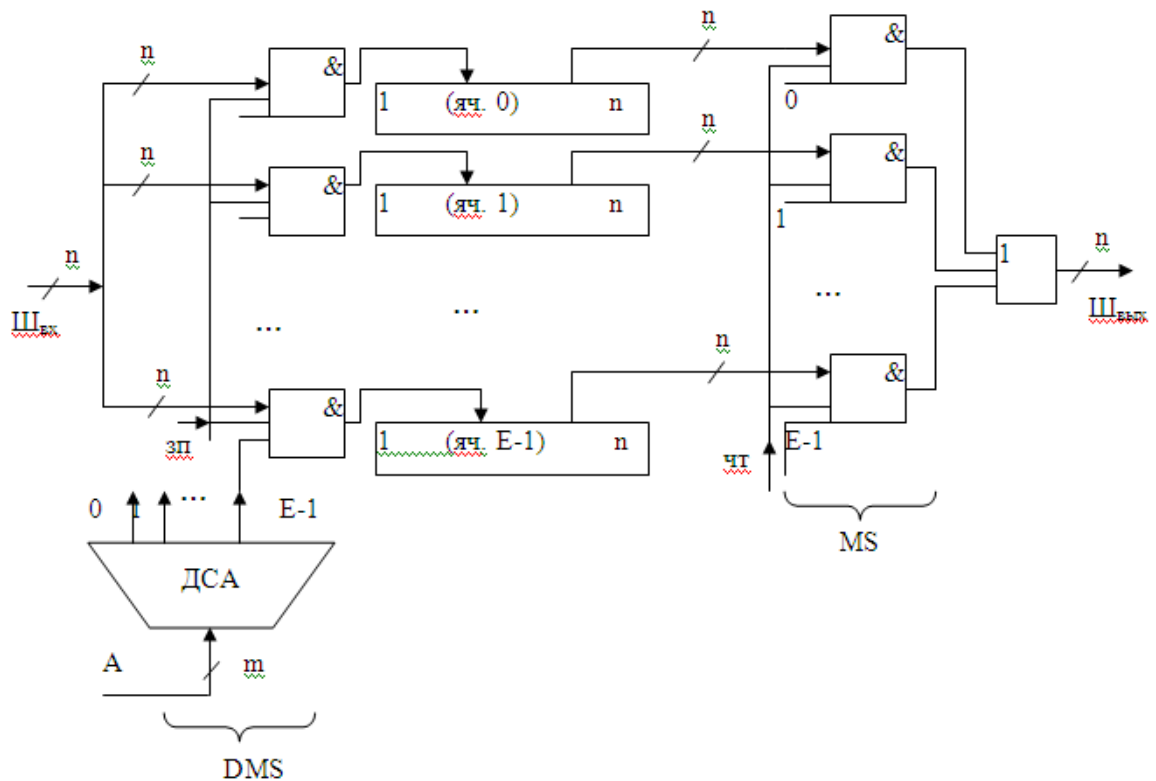 n & n &
1 (яч. 0) n 0
n & n &
1 (яч. 1) n 1
n 1 n
Швх Швых
... ... ...
n & n &
зп 1 (яч. Е-1) n чт Е-1
0 1 ... Е-1
MS
ДСА
А m
DMS